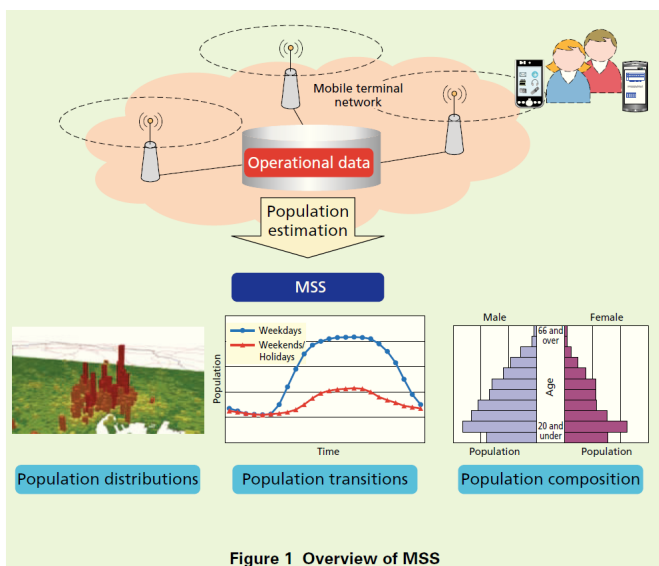 Mobile terminal
network
Operational data
Population
estimation
MSS
Weekdays
Weekends/
Holidays
Population
Time
Male
Female
66 and
over
Age
20 and
under
Population
Population
Population distributions
Population transitions
Population composition
Figure 1 Overview of MSS